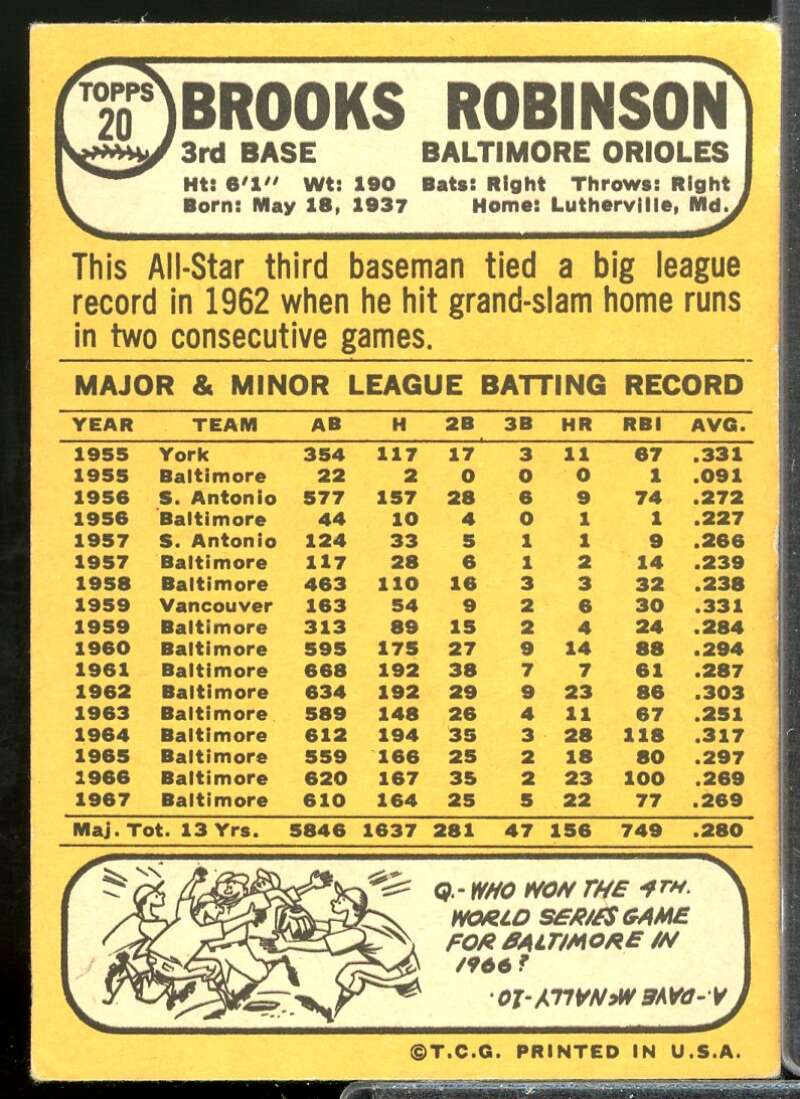 TOPPS
20
BROOKS ROBINSON
3rd BASE BALTIMORE ORIOLES
Ht: 6'1" Wt: 190 Bats: Right Throws: Right
Born: May 18, 1937 Home: Lutherville, Md.
This All-Star third baseman tied a big league
record in 1962 when he hit grand-slam home runs
in two consecutive games.
MAJOR & MINOR LEAGUE BATTING RECORD
YEAR TEAM AB H 2B 3B HR RBI AVG.
1955 York 354 117 17 3 11 67 .331
1955 Baltimore 22 2 0 0 0 1 .091
1956 S. Antonio 577 157 28 6 9 74 .272
1956 Baltimore 44 10 4 0 1 1 .227
1957 S. Antonio 124 33 5 1 1 9 .266
1957 Baltimore 117 28 6 1 2 14 .239
1958 Baltimore 463 110 16 3 3 32 .238
1959 Vancouver 163 54 9 2 6 30 .331
1959 Baltimore 313 89 15 2 4 24 .284
1960 Baltimore 595 175 27 9 14 88 .294
1961 Baltimore 668 192 38 7 7 61 .287
1962 Baltimore 634 192 29 9 23 86 .303
1963 Baltimore 589 148 26 4 11 67 .251
1964 Baltimore 612 194 35 3 28 118 .317
1965 Baltimore 559 166 25 2 18 80 .297
1966 Baltimore 620 167 35 2 23 100 .269
1967 Baltimore 610 164 25 5 22 77 .269
Maj. Tot. 13 Yrs. 5846 1637 281 47 156 749 .280
Q.-WHO WON THE 4TH.
WORLD SERIES GAME
FOR BALTIMORE IN
1966?
A.-DAVE McNALLY-10.
©T.C.G. PRINTED IN U.S.A.